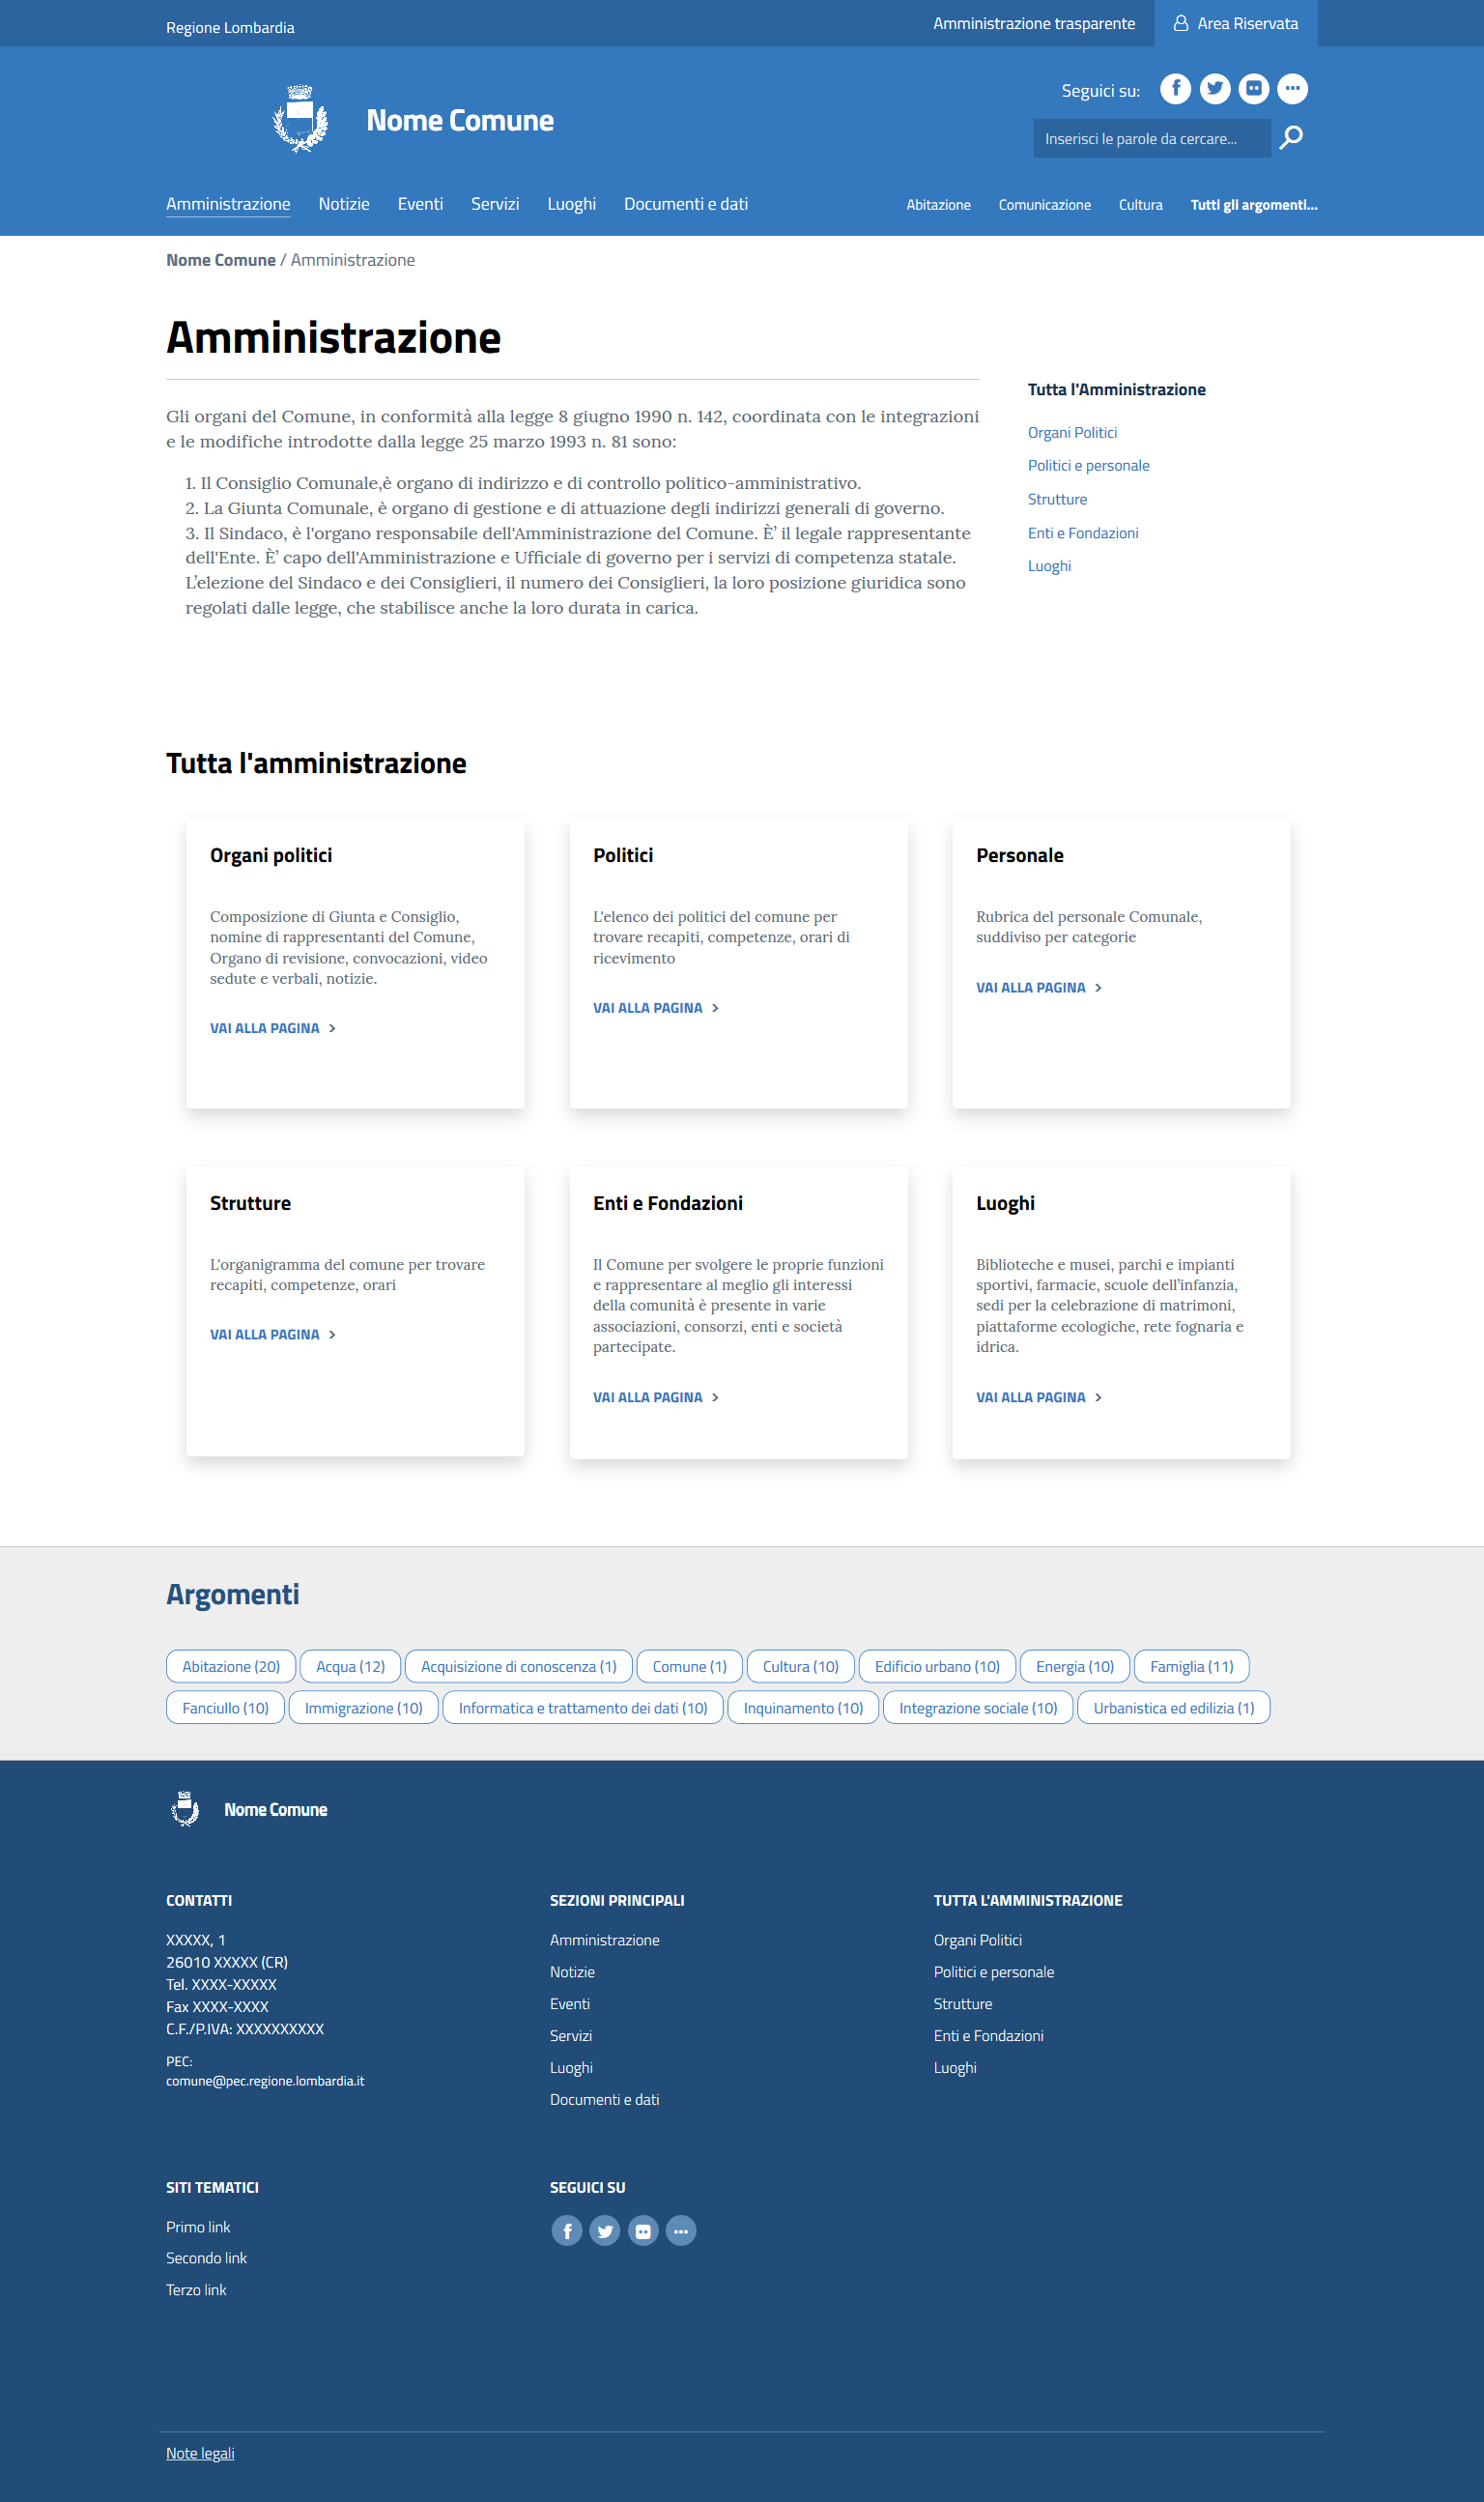 Regione Lombardia
Amministrazione trasparente
Area Riservata
Nome Comune
Seguici su:
Inserisci le parole da cercare...
Amministrazione Notizie Eventi Servizi Luoghi Documenti e dati
Abitazione Comunicazione Cultura Tutti gli argomenti...
Nome Comune / Amministrazione
Amministrazione
Gli organi del Comune, in conformità alla legge 8 giugno 1990 n. 142, coordinata con le integrazioni
e le modifiche introdotte dalla legge 25 marzo 1993 n. 81 sono:
1. Il Consiglio Comunale,è organo di indirizzo e di controllo politico-amministrativo.
2. La Giunta Comunale, è organo di gestione e di attuazione degli indirizzi generali di governo.
3. Il Sindaco, è l'organo responsabile dell'Amministrazione del Comune. È' il legale rappresentante
dell'Ente. È' capo dell'Amministrazione e Ufficiale di governo per i servizi di competenza statale.
L'elezione del Sindaco e dei Consiglieri, il numero dei Consiglieri, la loro posizione giuridica sono
regolati dalle legge, che stabilisce anche la loro durata in carica.
Tutta l'Amministrazione
Organi Politici
Politici e personale
Strutture
Enti e Fondazioni
Luoghi
Tutta l'amministrazione
Organi politici
Composizione di Giunta e Consiglio,
nomine di rappresentanti del Comune,
Organo di revisione, convocazioni, video
sedute e verbali, notizie.
VAI ALLA PAGINA
Politici
L'elenco dei politici del comune per
trovare recapiti, competenze, orari di
ricevimento
VAI ALLA PAGINA
Personale
Rubrica del personale Comunale,
suddiviso per categorie
VAI ALLA PAGINA
Strutture
L'organigramma del comune per trovare
recapiti, competenze, orari
VAI ALLA PAGINA
Enti e Fondazioni
Il Comune per svolgere le proprie funzioni
e rappresentare al meglio gli interessi
della comunità è presente in varie
associazioni, consorzi, enti e società
partecipate.
VAI ALLA PAGINA
Luoghi
Biblioteche e musei, parchi e impianti
sportivi, farmacie, scuole dell'infanzia,
sedi per la celebrazione di matrimoni,
piattaforme ecologiche, rete fognaria e
idrica.
VAI ALLA PAGINA
Argomenti
Abitazione (20) Acqua (12) Acquisizione di conoscenza (1) Comune (1) Cultura (10) Edificio urbano (10) Energia (10) Famiglia (11)
Fanciullo (10) Immigrazione (10) Informatica e trattamento dei dati (10) Inquinamento (10) Integrazione sociale (10) Urbanistica ed edilizia (1)
Nome Comune
CONTATTI
XXXXX, 1
26010 XXXXX (CR)
Tel. XXXX-XXXXX
Fax XXXX-XXXX
C.F./P.IVA: XXXXXXXXXX
PEC:
comune@pec.regione.lombardia.it
SEZIONI PRINCIPALI
Amministrazione
Notizie
Eventi
Servizi
Luoghi
Documenti e dati
TUTTA L'AMMINISTRAZIONE
Organi Politici
Politici e personale
Strutture
Enti e Fondazioni
Luoghi
SITI TEMATICI
Primo link
Secondo link
Terzo link
SEGUICI SU
Note legali